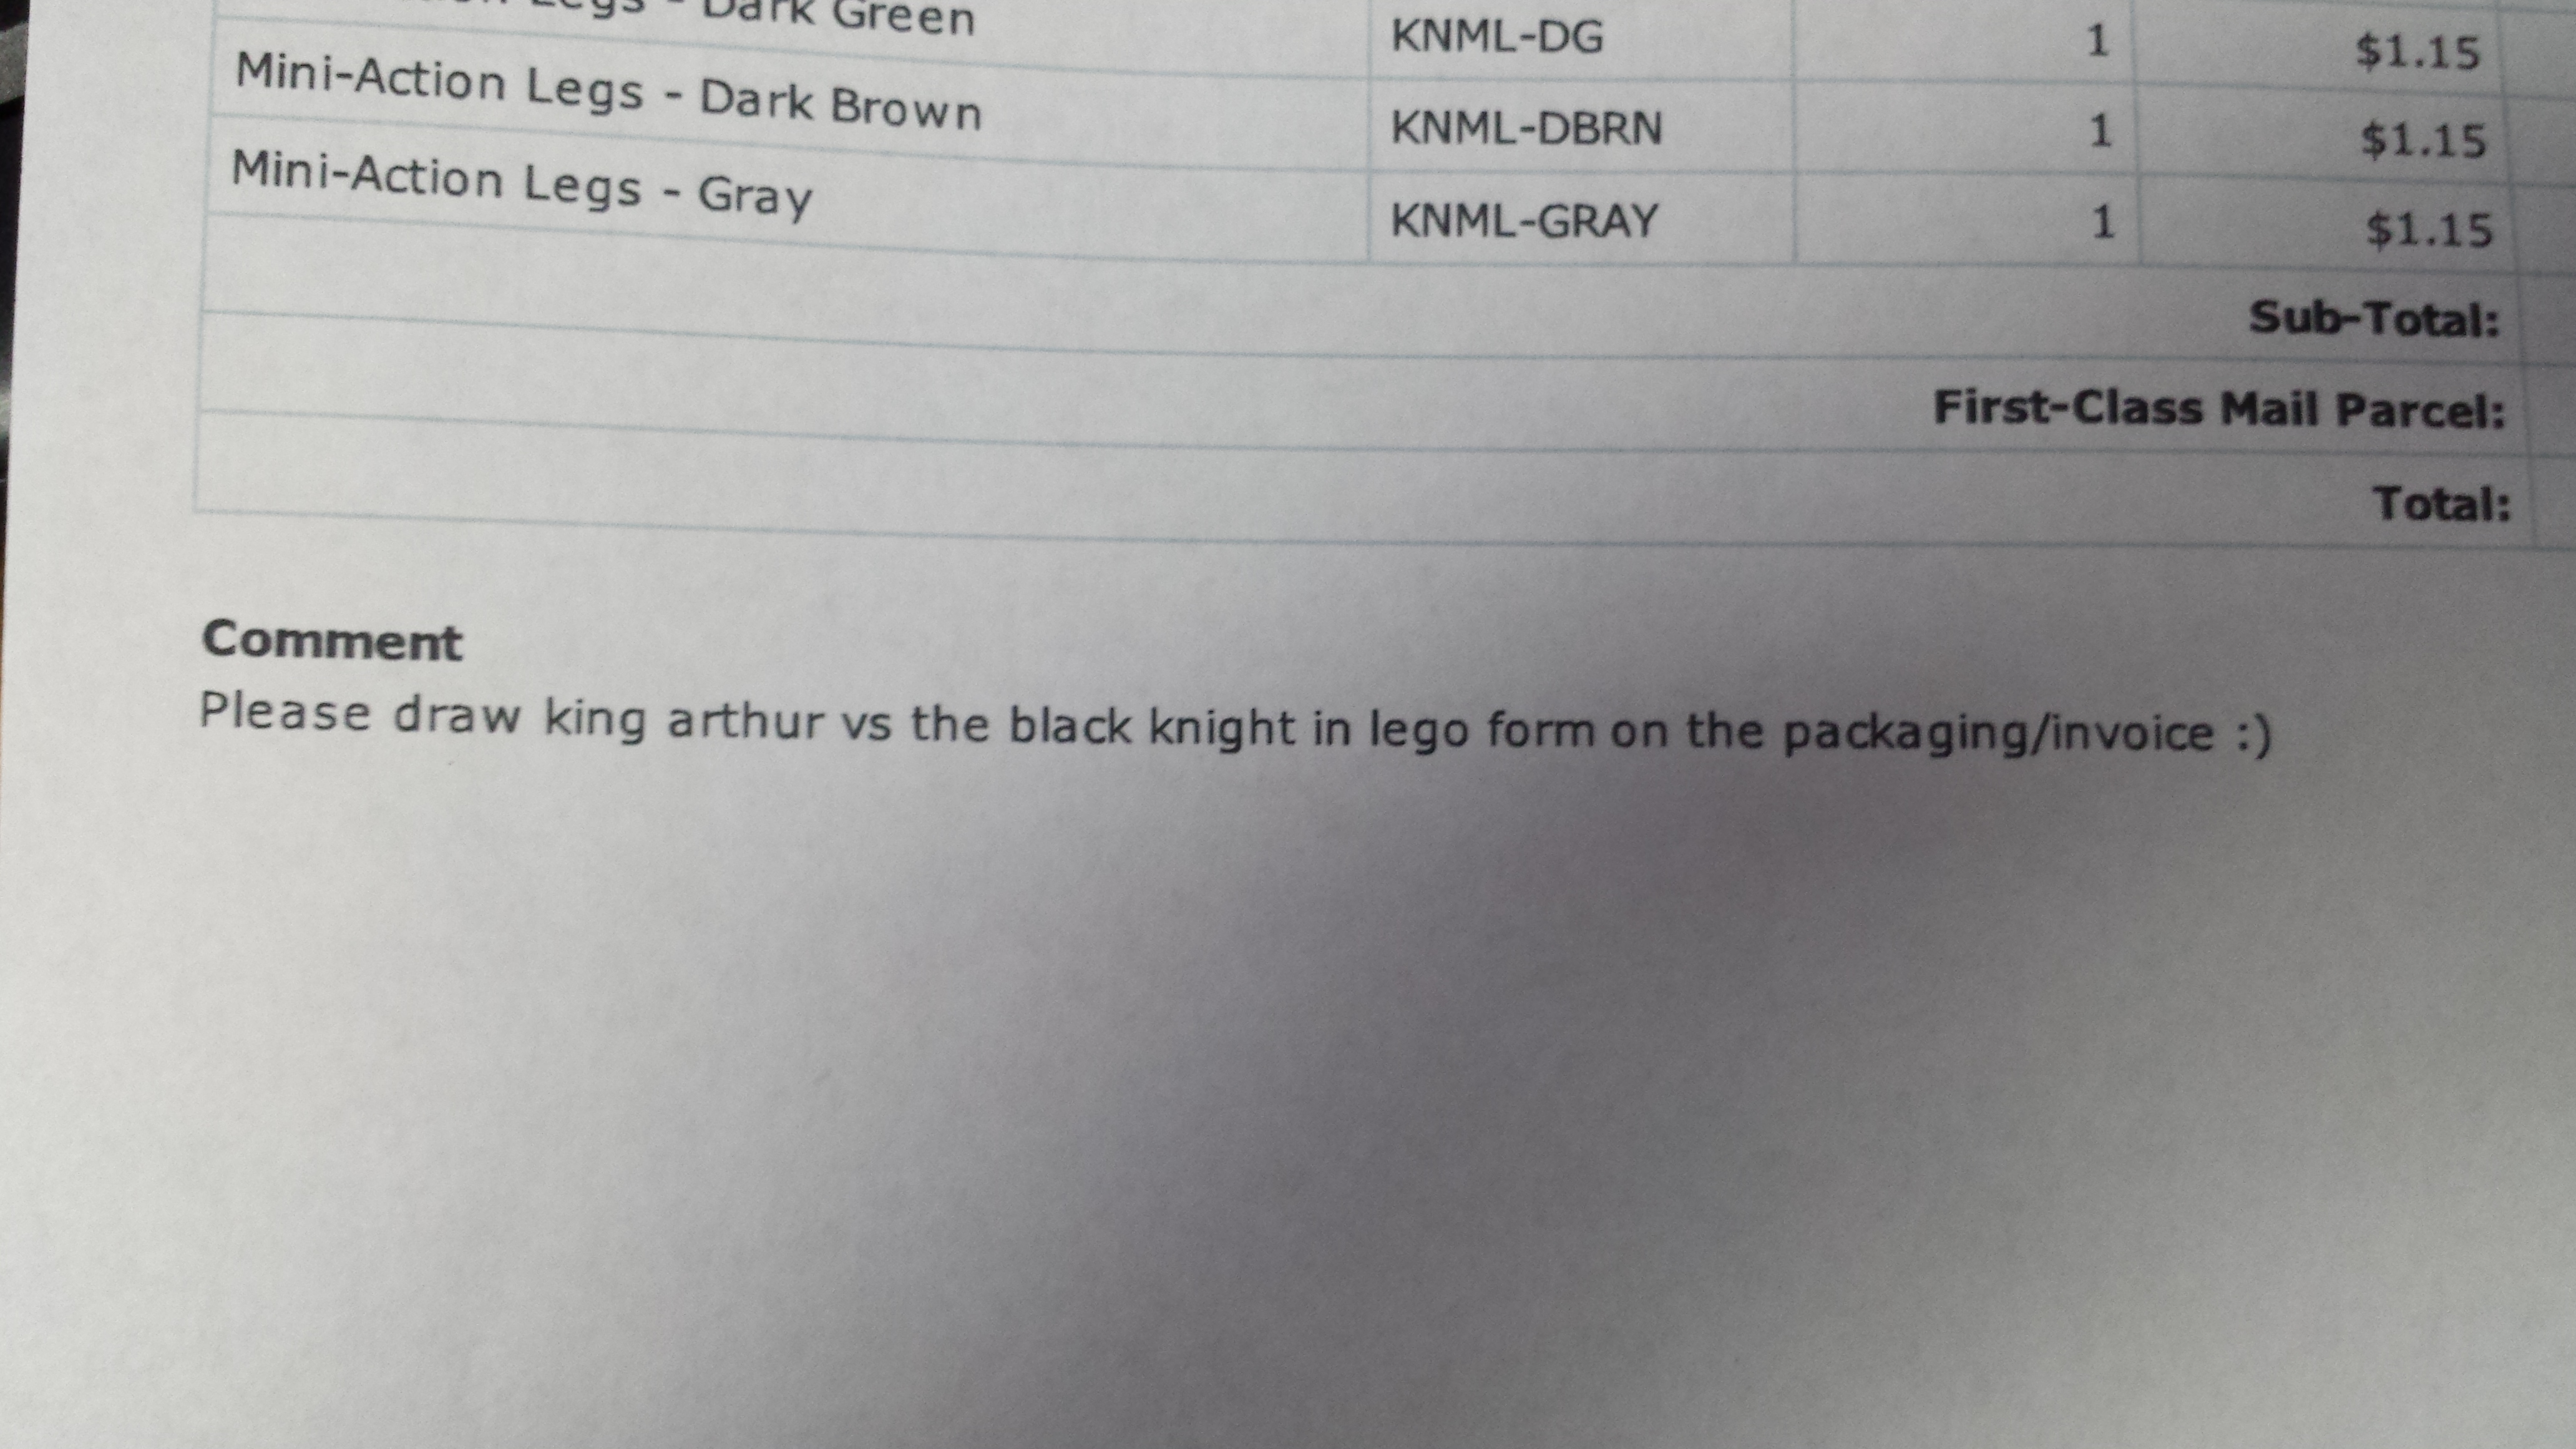 Legs - Dark Green KNML-DG 1 $1.15
Mini-Action Legs - Dark Brown KNML-DBRN 1 $1.15
Mini-Action Legs - Gray KNML-GRAY 1 $1.15
Sub-Total:
First-Class Mail Parcel:
Total:
Comment
Please draw king arthur vs the black knight in lego form on the packaging/invoice :)